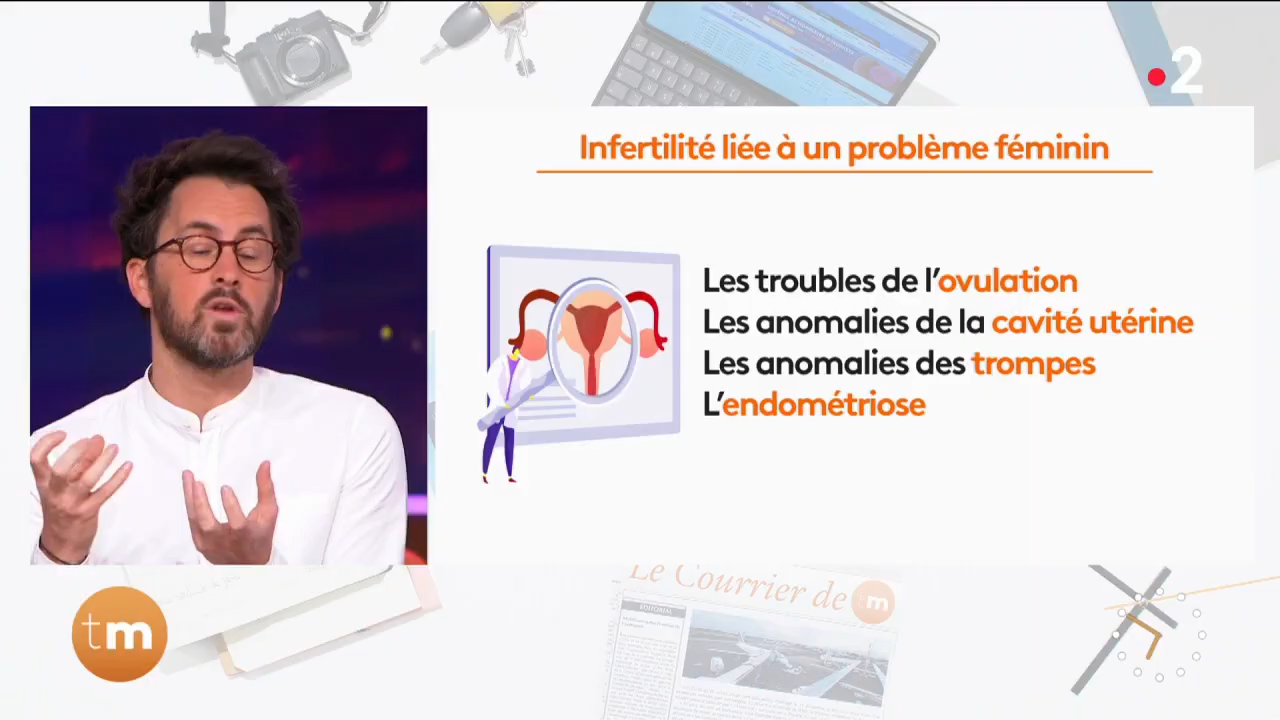 2
Infertilité liée à un problème féminin
Les troubles de l'ovulation
Les anomalies de la cavité utérine
Les anomalies des trompes
L'endométriose
Le Courrier de tm
EDITORIAL
tm